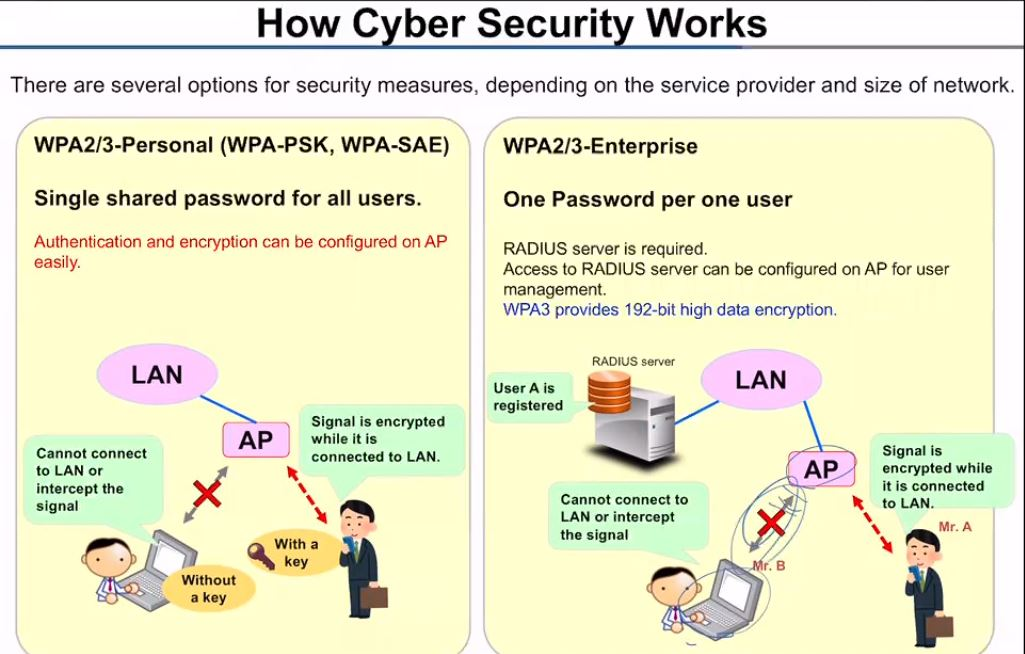 How Cyber Security Works
There are several options for security measures, depending on the service provider and size of network.
WPA2/3-Personal (WPA-PSK, WPA-SAE)
Single shared password for all users.
Authentication and encryption can be configured on AP
easily.
LAN
AP
Signal is encrypted
while it is
connected to LAN.
Cannot connect
to LAN or
intercept the
signal
With a
key
Without
a key
WPA2/3-Enterprise
One Password per one user
RADIUS server is required.
Access to RADIUS server can be configured on AP for user
management.
WPA3 provides 192-bit high data encryption.
RADIUS server
User A is
registered
LAN
AP
Signal is
encrypted while
it is connected
to LAN.
Cannot connect to
LAN or intercept
the signal
Mr. A
Mr. B